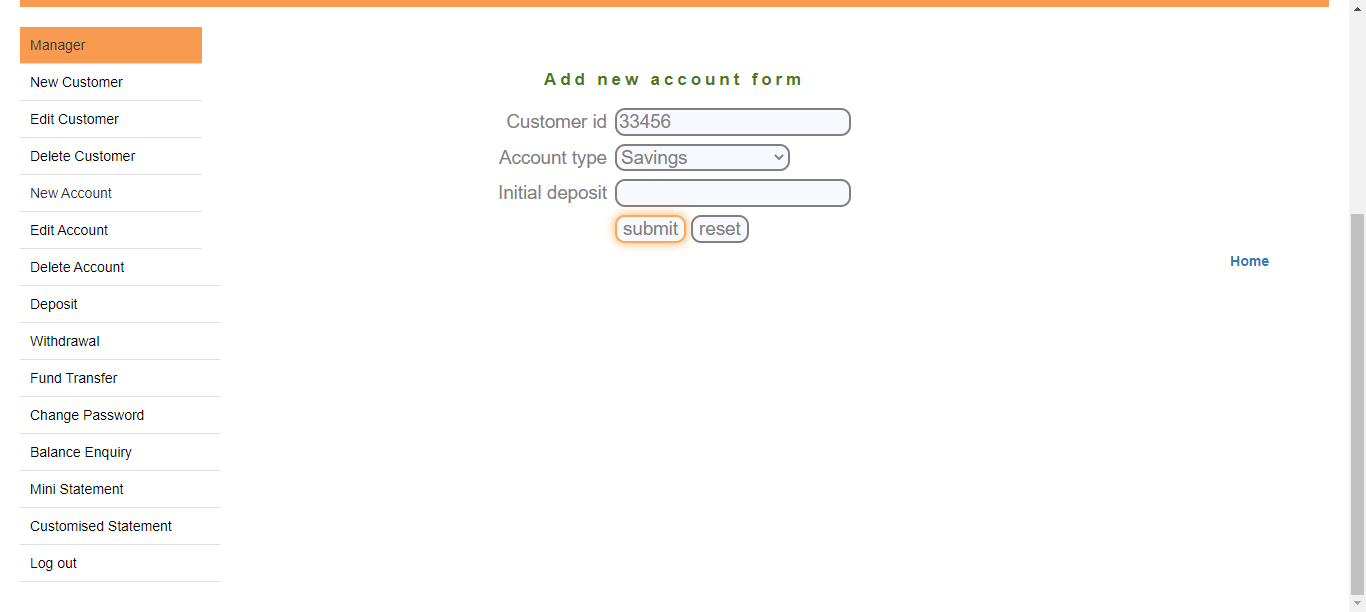 Manager
New Customer
Edit Customer
Delete Customer
New Account
Edit Account
Delete Account
Deposit
Withdrawal
Fund Transfer
Change Password
Balance Enquiry
Mini Statement
Customised Statement
Log out
Add new account form
Customer id 33456
Account type Savings
Initial deposit
submit reset
Home